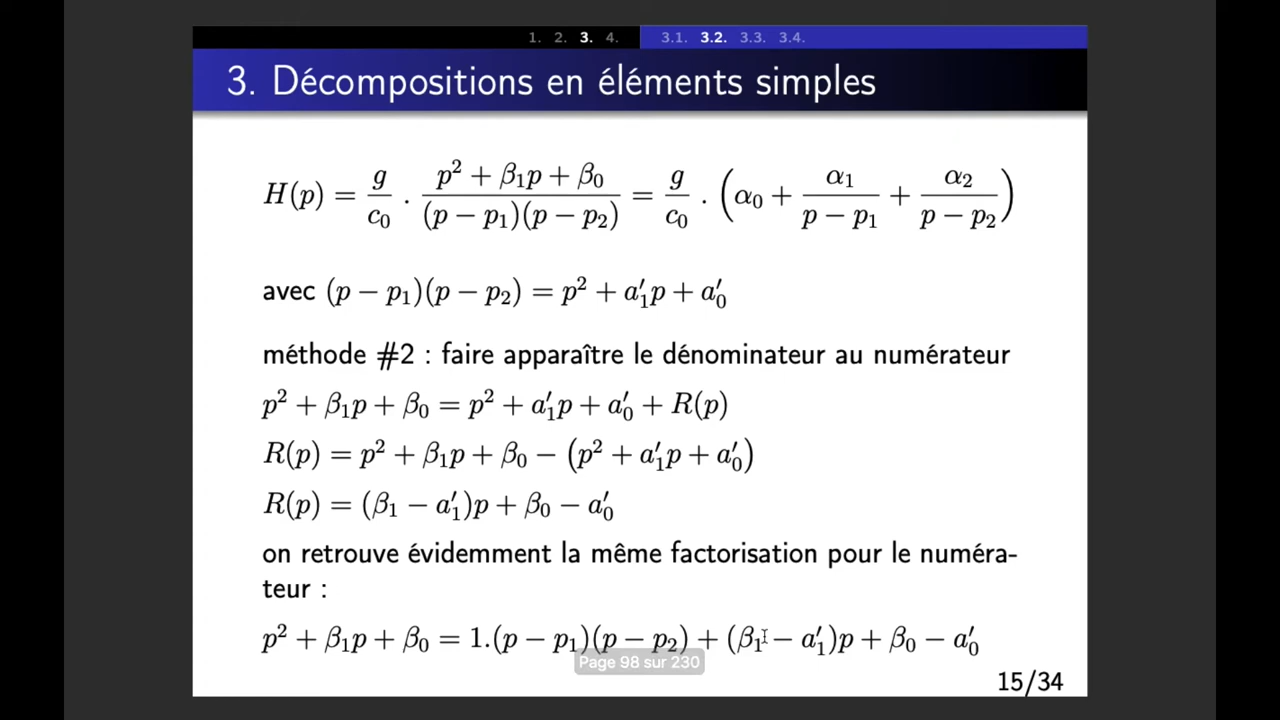 1. 2. 3. 4. 3.1. 3.2. 3.3. 3.4.
3. Décompositions en éléments simples
H(p) = g/c₀ . (p² + β₁p + β₀)/((p − p₁)(p − p₂)) = g/c₀ . (α₀ + α₁/(p − p₁) + α₂/(p − p₂))
avec (p − p₁)(p − p₂) = p² + a′₁p + a′₀
méthode #2 : faire apparaître le dénominateur au numérateur
p² + β₁p + β₀ = p² + a′₁p + a′₀ + R(p)
R(p) = p² + β₁p + β₀ − (p² + a′₁p + a′₀)
R(p) = (β₁ − a′₁)p + β₀ − a′₀
on retrouve évidemment la même factorisation pour le numéra-
teur :
p² + β₁p + β₀ = 1.(p − p₁)(p − p₂) + (β₁ − a′₁)p + β₀ − a′₀
Page 98 sur 230
15/34